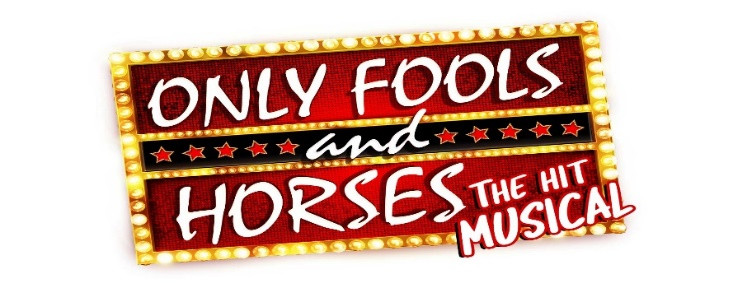 ONLY FOOLS
and
HORSES
THE HIT
MUSICAL